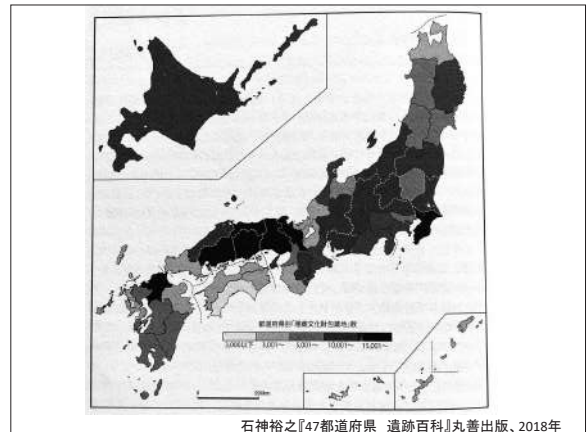 都道府県別「埋蔵文化財包蔵地」数
3,000以下 3,001〜 5,001〜 10,001〜 15,001〜
0
石神裕之『47都道府県 遺跡百科』丸善出版、2018年